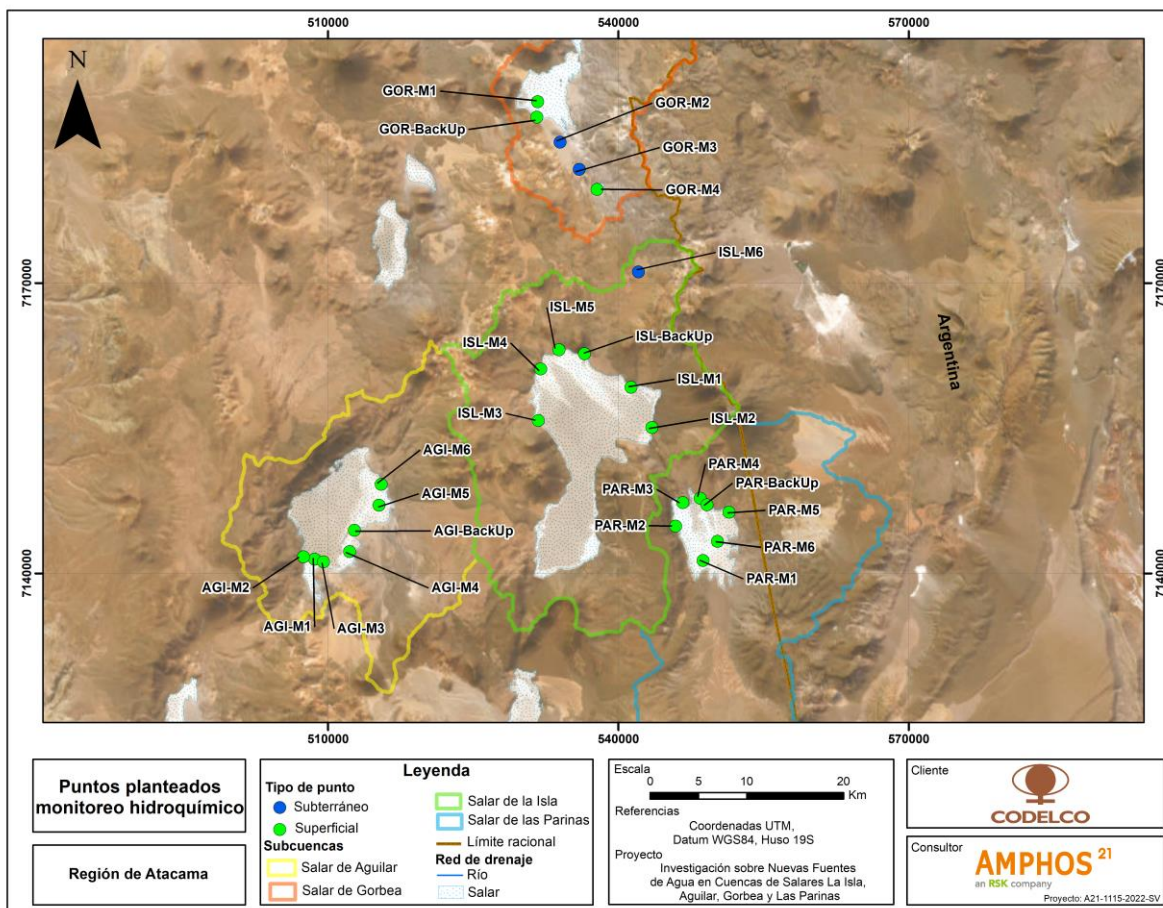 510000
540000
570000
N
GOR-M1
GOR-M2
GOR-BackUp
GOR-M3
GOR-M4
ISL-M6
7170000
7170000
ISL-M5
ISL-BackUp
ISL-M4
ISL-M1
Argentina
ISL-M3
ISL-M2
AGI-M6
PAR-M4
PAR-M3
PAR-BackUp
AGI-M5
PAR-M5
AGI-BackUp
PAR-M2
PAR-M6
7140000
7140000
PAR-M1
AGI-M2
AGI-M4
AGI-M1
AGI-M3
510000
540000
570000
Puntos planteados
monitoreo hidroquímico
Región de Atacama
Leyenda
Tipo de punto
Subterráneo
Superficial
Subcuencas
Salar de Aguilar
Salar de Gorbea
Salar de la Isla
Salar de las Parinas
Límite racional
Red de drenaje
Río
Salar
Escala
0 5 10 20
Km
Referencias
Coordenadas UTM,
Datum WGS84, Huso 19S
Proyecto
Investigación sobre Nuevas Fuentes
de Agua en Cuencas de Salares La Isla,
Aguilar, Gorbea y Las Parinas
Cliente
CODELCO
Consultor
AMPHOS 21
an RSK company
Proyecto: A21-1115-2022-SV